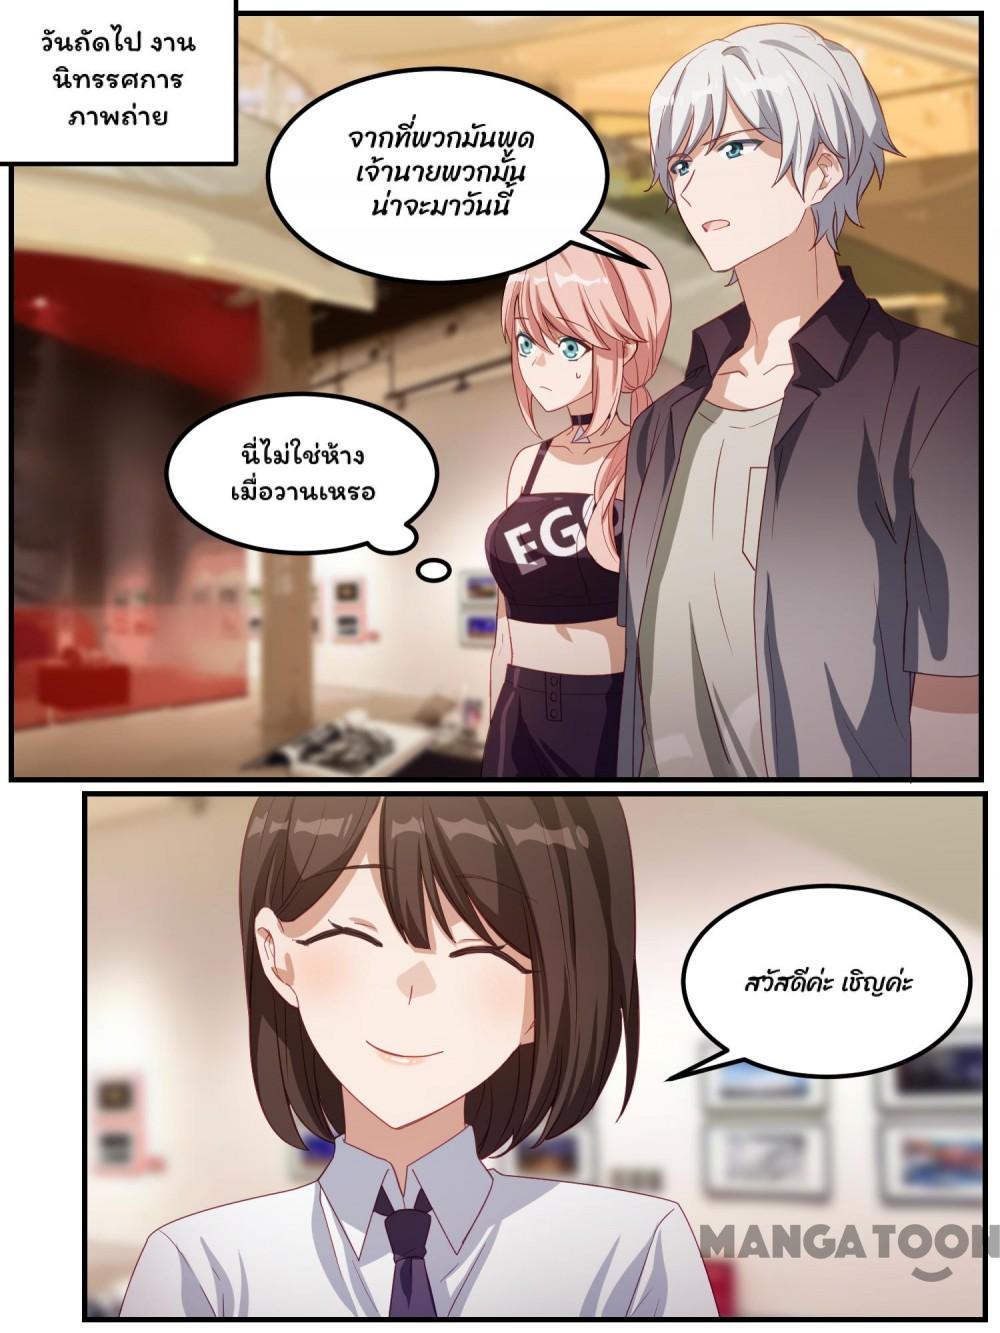 วันถัดไป งาน
นิทรรศการ
ภาพถ่าย
จากที่พวกมันพูด
เจ้านายพวกมัน
น่าจะมาวันนี้
นี่ไม่ใช่ห้าง
เมื่อวานเหรอ
EGO
สวัสดีค่ะ เชิญค่ะ
MANGATOON